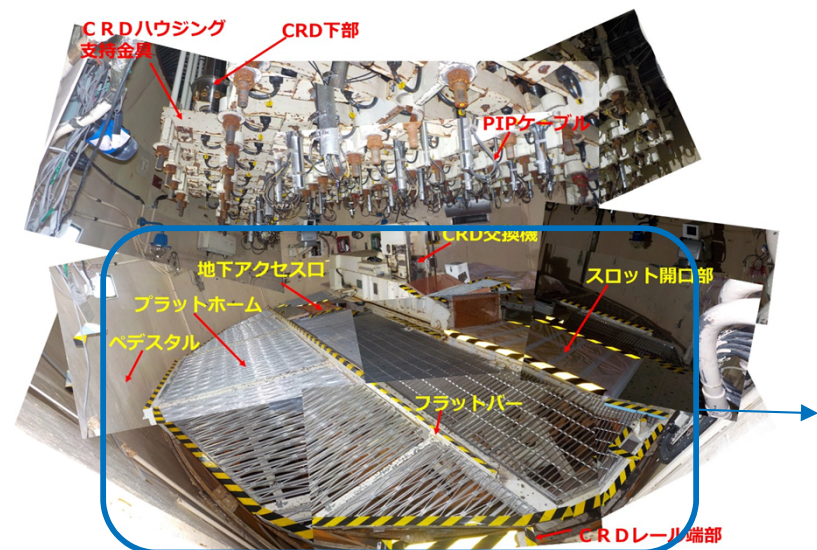 ＣＲＤハウジング
支持金具
CRD下部
PIPケーブル
CRD交換機
地下アクセス口
スロット開口部
プラットホーム
ペデスタル
フラットバー
ＣＲＤレール端部